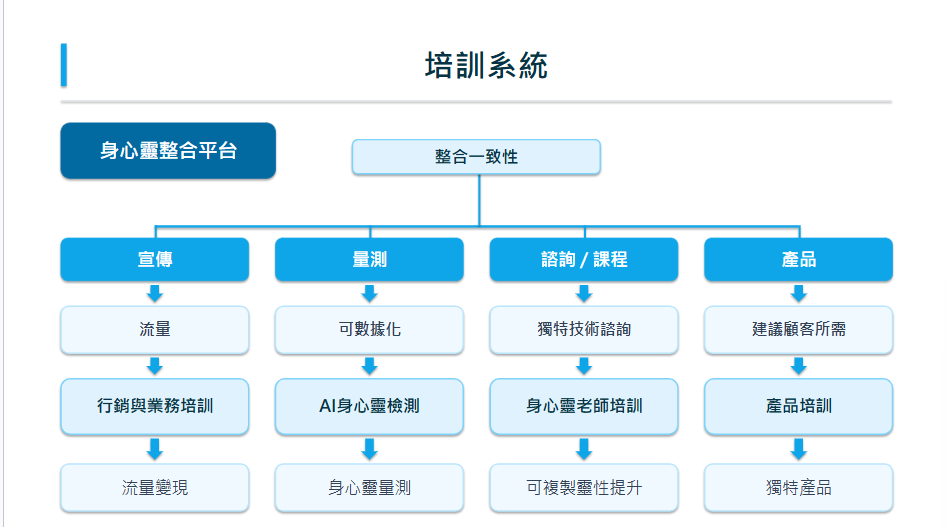 培訓系統
身心靈整合平台
整合一致性
宣傳
量測
諮詢 / 課程
產品
流量
可數據化
獨特技術諮詢
建議顧客所需
行銷與業務培訓
AI身心靈檢測
身心靈老師培訓
產品培訓
流量變現
身心靈量測
可複製靈性提升
獨特產品